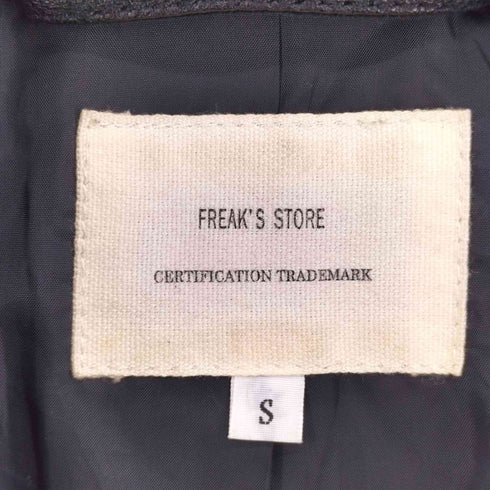 FREAK'S STORE
CERTIFICATION TRADEMARK
S